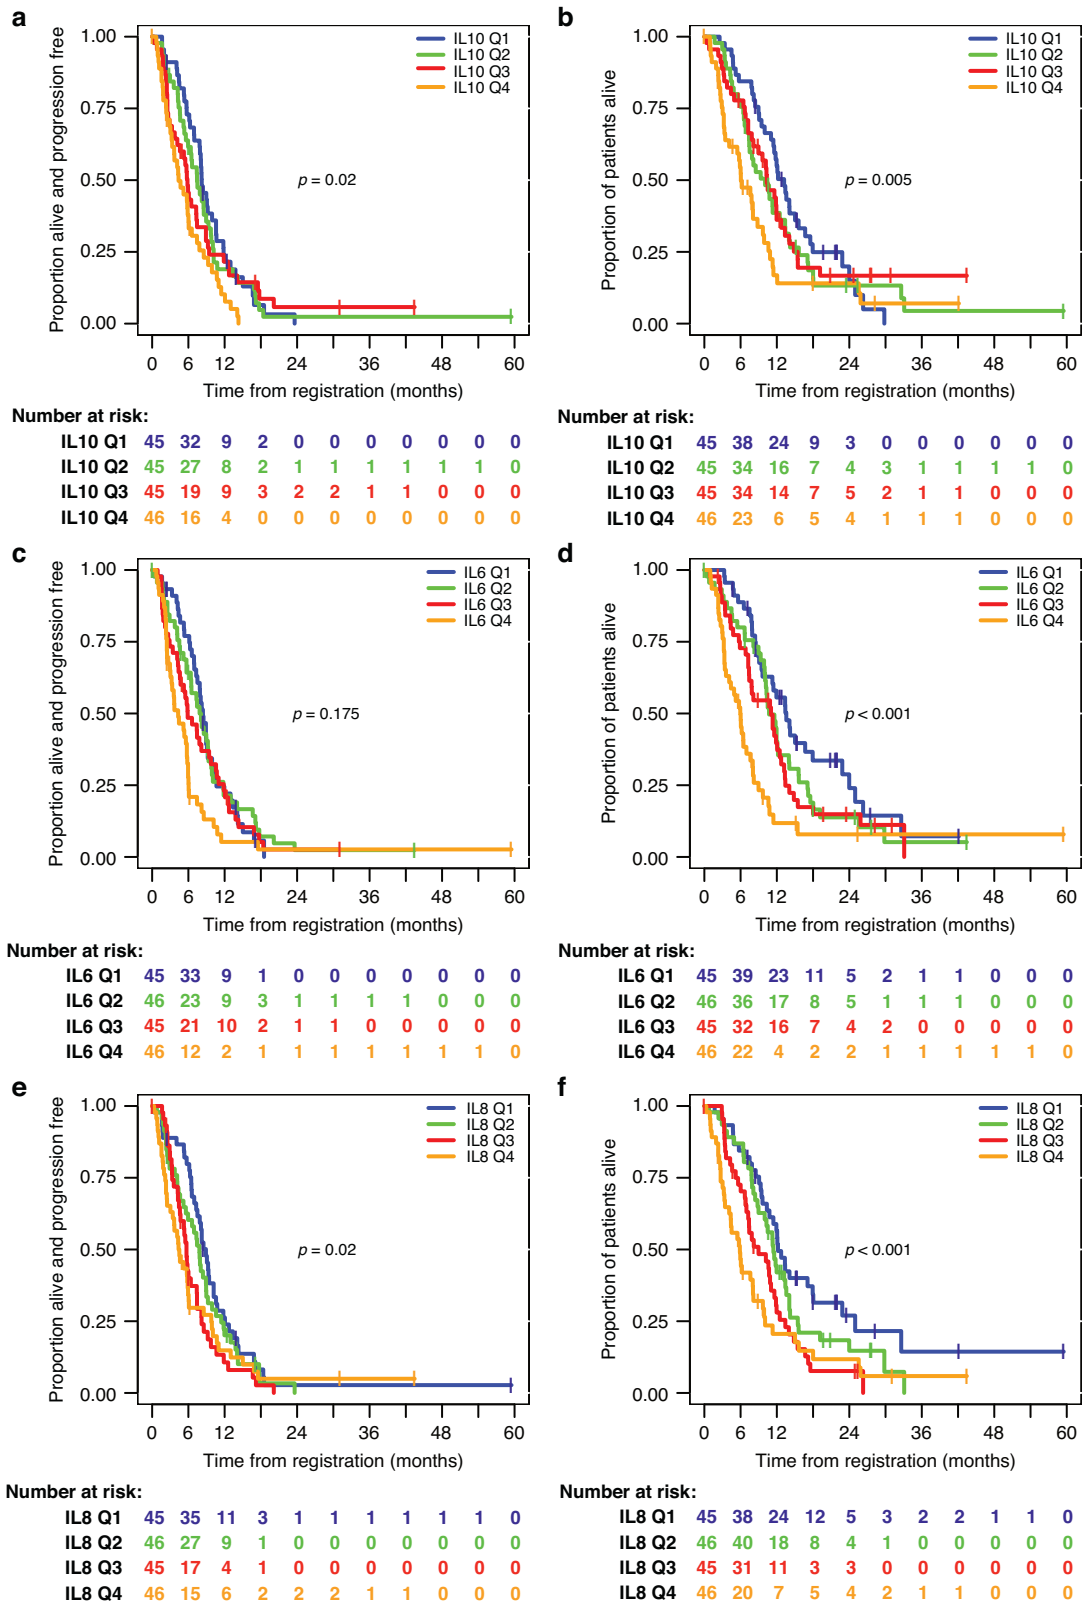 a
Proportion alive and progression free
1.00
0.75
0.50
0.25
0.00
IL10 Q1
IL10 Q2
IL10 Q3
IL10 Q4
p = 0.02
0 6 12 24 36 48 60
Time from registration (months)
Number at risk:
IL10 Q1 45 32 9 2 0 0 0 0 0 0 0
IL10 Q2 45 27 8 2 1 1 1 1 1 1 0
IL10 Q3 45 19 9 3 2 2 1 1 0 0 0
IL10 Q4 46 16 4 0 0 0 0 0 0 0 0
b
Proportion of patients alive
1.00
0.75
0.50
0.25
0.00
IL10 Q1
IL10 Q2
IL10 Q3
IL10 Q4
p = 0.005
0 6 12 24 36 48 60
Time from registration (months)
Number at risk:
IL10 Q1 45 38 24 9 3 0 0 0 0 0 0
IL10 Q2 45 34 16 7 4 3 1 1 1 1 0
IL10 Q3 45 34 14 7 5 2 1 1 0 0 0
IL10 Q4 46 23 6 5 4 1 1 1 0 0 0
c
Proportion alive and progression free
1.00
0.75
0.50
0.25
0.00
IL6 Q1
IL6 Q2
IL6 Q3
IL6 Q4
p = 0.175
0 6 12 24 36 48 60
Time from registration (months)
Number at risk:
IL6 Q1 45 33 9 1 0 0 0 0 0 0 0
IL6 Q2 46 23 9 3 1 1 1 1 0 0 0
IL6 Q3 45 21 10 2 1 1 0 0 0 0 0
IL6 Q4 46 12 2 1 1 1 1 1 1 1 0
d
Proportion of patients alive
1.00
0.75
0.50
0.25
0.00
IL6 Q1
IL6 Q2
IL6 Q3
IL6 Q4
p < 0.001
0 6 12 24 36 48 60
Time from registration (months)
Number at risk:
IL6 Q1 45 39 23 11 5 2 1 1 0 0 0
IL6 Q2 46 36 17 8 5 1 1 1 0 0 0
IL6 Q3 45 32 16 7 4 2 0 0 0 0 0
IL6 Q4 46 22 4 2 2 1 1 1 1 1 0
e
Proportion alive and progression free
1.00
0.75
0.50
0.25
0.00
IL8 Q1
IL8 Q2
IL8 Q3
IL8 Q4
p = 0.02
0 6 12 24 36 48 60
Time from registration (months)
Number at risk:
IL8 Q1 45 35 11 3 1 1 1 1 1 1 0
IL8 Q2 46 27 9 1 0 0 0 0 0 0 0
IL8 Q3 45 17 4 1 0 0 0 0 0 0 0
IL8 Q4 46 15 6 2 2 2 1 1 0 0 0
f
Proportion of patients alive
1.00
0.75
0.50
0.25
0.00
IL8 Q1
IL8 Q2
IL8 Q3
IL8 Q4
p < 0.001
0 6 12 24 36 48 60
Time from registration (months)
Number at risk:
IL8 Q1 45 38 24 12 5 3 2 2 1 1 0
IL8 Q2 46 40 18 8 4 1 0 0 0 0 0
IL8 Q3 45 31 11 3 3 0 0 0 0 0 0
IL8 Q4 46 20 7 5 4 2 1 1 0 0 0